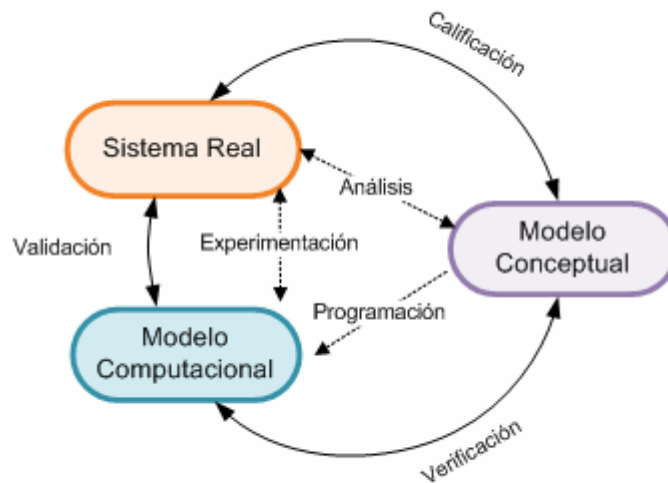 Calificación
Sistema Real
Análisis
Validación
Experimentación
Modelo
Conceptual
Programación
Modelo
Computacional
Verificación